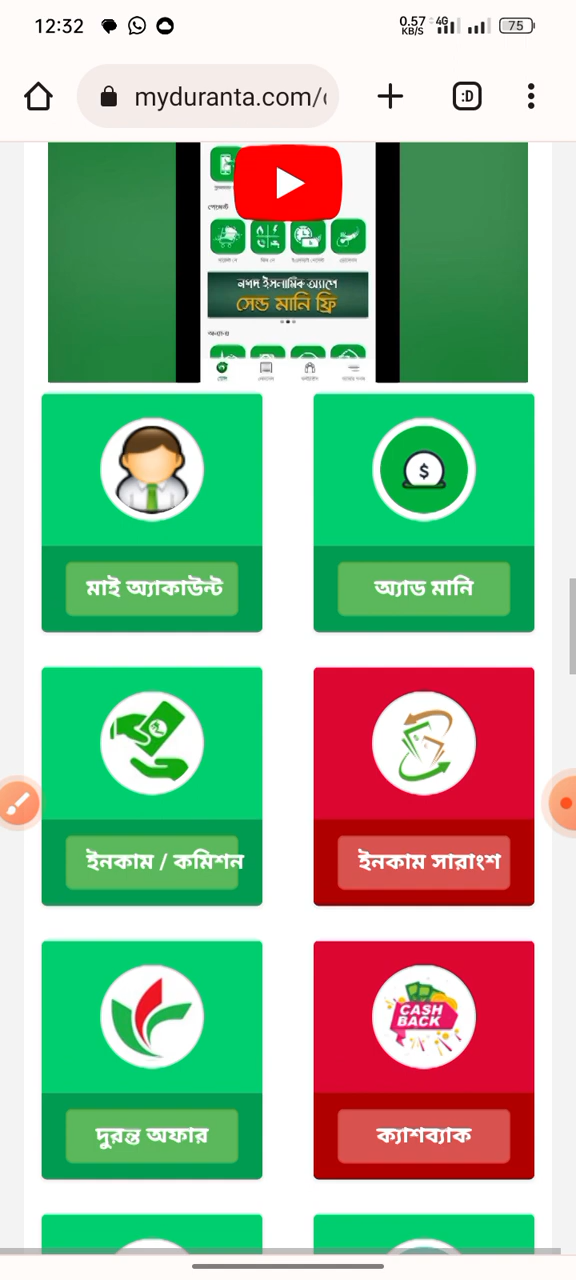 12:32
0.57 KB/S
4G
75
myduranta.com/
:D
পেমেন্ট
নগদ ইসলামিক অ্যাপে
সেন্ড মানি ফ্রি
অন্যান্য
মাই অ্যাকাউন্ট
অ্যাড মানি
$
ইনকাম / কমিশন
ইনকাম সারাংশ
দুরন্ত অফার
CASH
BACK
ক্যাশব্যাক